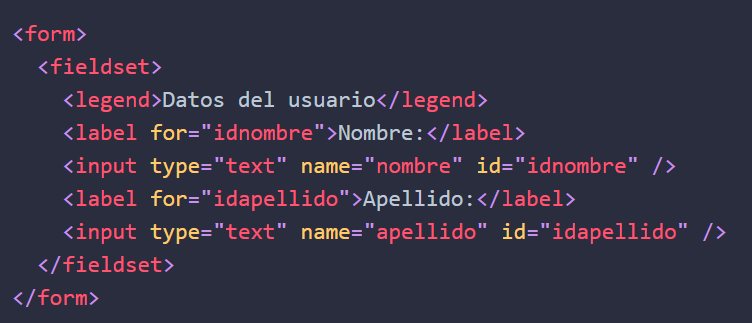 <form>
<fieldset>
<legend>Datos del usuario</legend>
<label for="idnombre">Nombre:</label>
<input type="text" name="nombre" id="idnombre" />
<label for="idapellido">Apellido:</label>
<input type="text" name="apellido" id="idapellido" />
</fieldset>
</form>